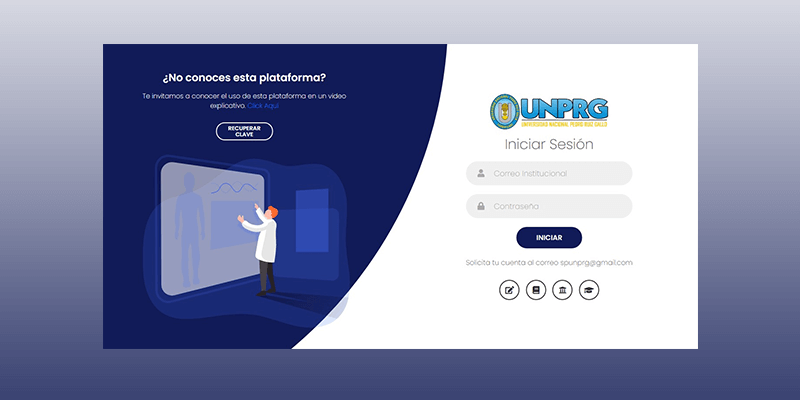 ¿No conoces esta plataforma?
Te invitamos a conocer el uso de esta plataforma en un video
explicativo. Click Aquí
RECUPERAR
CLAVE
UNPRG
UNIVERSIDAD NACIONAL PEDRO RUIZ GALLO
Iniciar Sesión
Correo Institucional
Contraseña
INICIAR
Solicita tu cuenta al correo spunprg@gmail.com